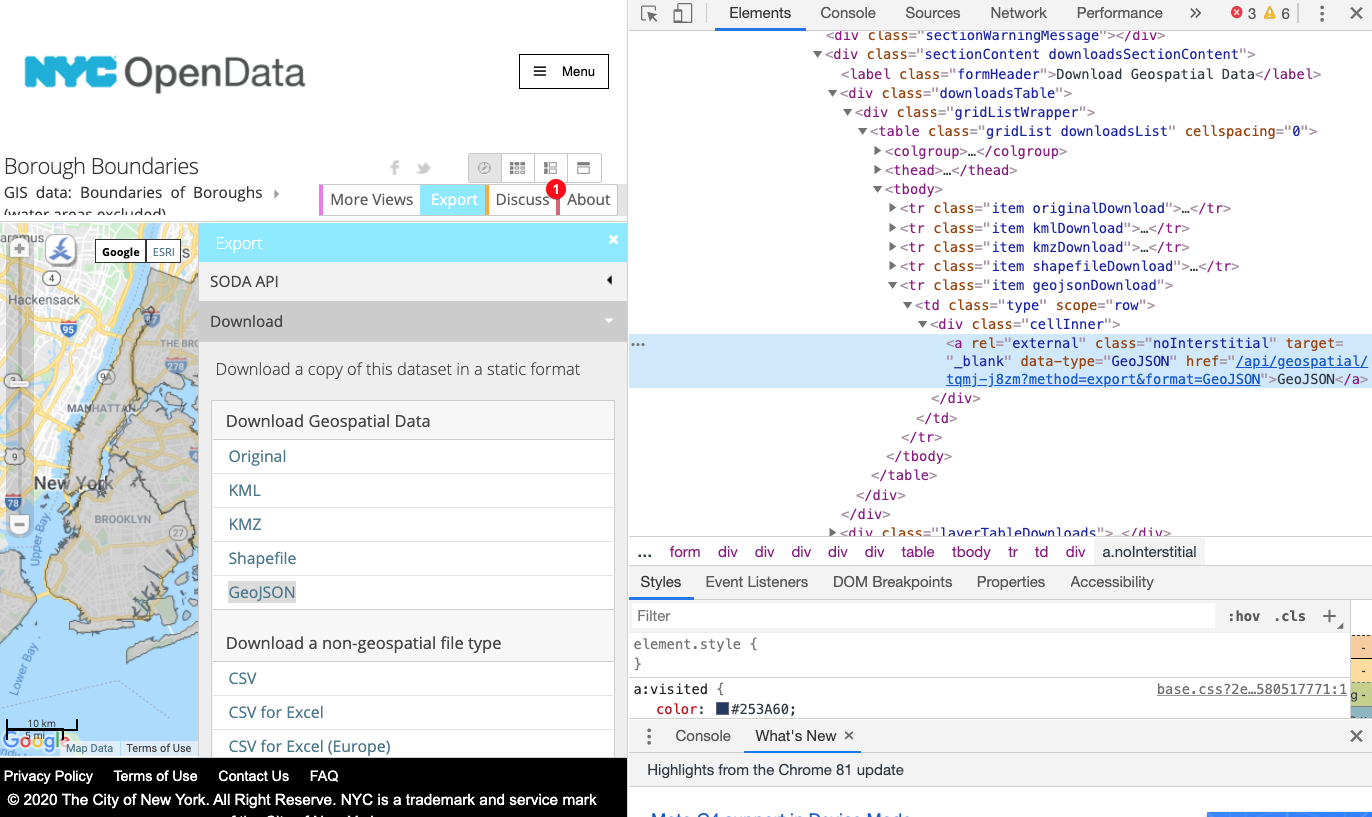 NYC OpenData
Menu
Borough Boundaries
GIS data: Boundaries of Boroughs
(water areas excluded)
More Views
Export
Discuss
1
About
Google
ESRI
Hackensack
4
95
87
278
9A
MANHATTAN
9
New York
78
BROOKLYN
27
Upper Bay
Lower Bay
10 km
5 mi
Google
Map Data
Terms of Use
Export
SODA API
Download
Download a copy of this dataset in a static format
Download Geospatial Data
Original
KML
KMZ
Shapefile
GeoJSON
Download a non-geospatial file type
CSV
CSV for Excel
CSV for Excel (Europe)
Privacy Policy Terms of Use Contact Us FAQ
© 2020 The City of New York. All Right Reserve. NYC is a trademark and service mark
of the City of New York
Elements Console Sources Network Performance » 3 6
<div class="sectionWarningMessage"></div>
<div class="sectionContent downloadsSectionContent">
<label class="formHeader">Download Geospatial Data</label>
<div class="downloadsTable">
<div class="gridListWrapper">
<table class="gridList downloadsList" cellspacing="0">
<colgroup>…</colgroup>
<thead>…</thead>
<tbody>
<tr class="item originalDownload">…</tr>
<tr class="item kmlDownload">…</tr>
<tr class="item kmzDownload">…</tr>
<tr class="item shapefileDownload">…</tr>
<tr class="item geojsonDownload">
<td class="type" scope="row">
<div class="cellInner">
<a rel="external" class="noInterstitial" target=
"_blank" data-type="GeoJSON" href="/api/geospatial/
tqmj-j8zm?method=export&format=GeoJSON">GeoJSON</a>
</div>
</td>
</tr>
</tbody>
</table>
</div>
</div>
<div class="layerTableDownloads">…</div>
... form div div div div div table tbody tr td div a.noInterstitial
Styles Event Listeners DOM Breakpoints Properties Accessibility
Filter :hov .cls +
element.style {
}
a:visited { base.css?2e…580517771:1
color: #253A60;
Console What's New ×
Highlights from the Chrome 81 update